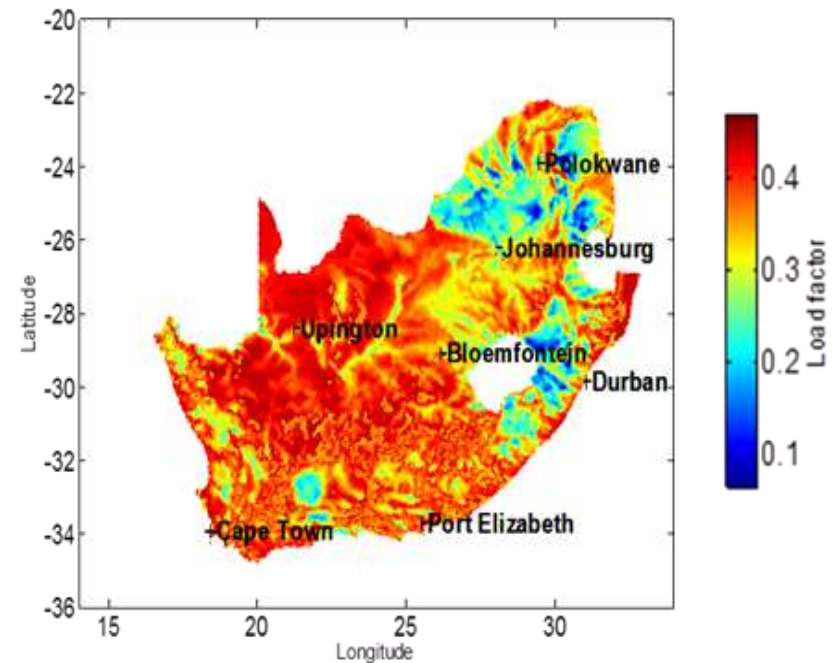 -20
-22
-24
-26
-28
-30
-32
-34
-36
Latitude
15 20 25 30
Longitude
Polokwane
Johannesburg
Upington
Bloemfontein
Durban
Port Elizabeth
Cape Town
0.4
0.3
0.2
0.1
Load factor